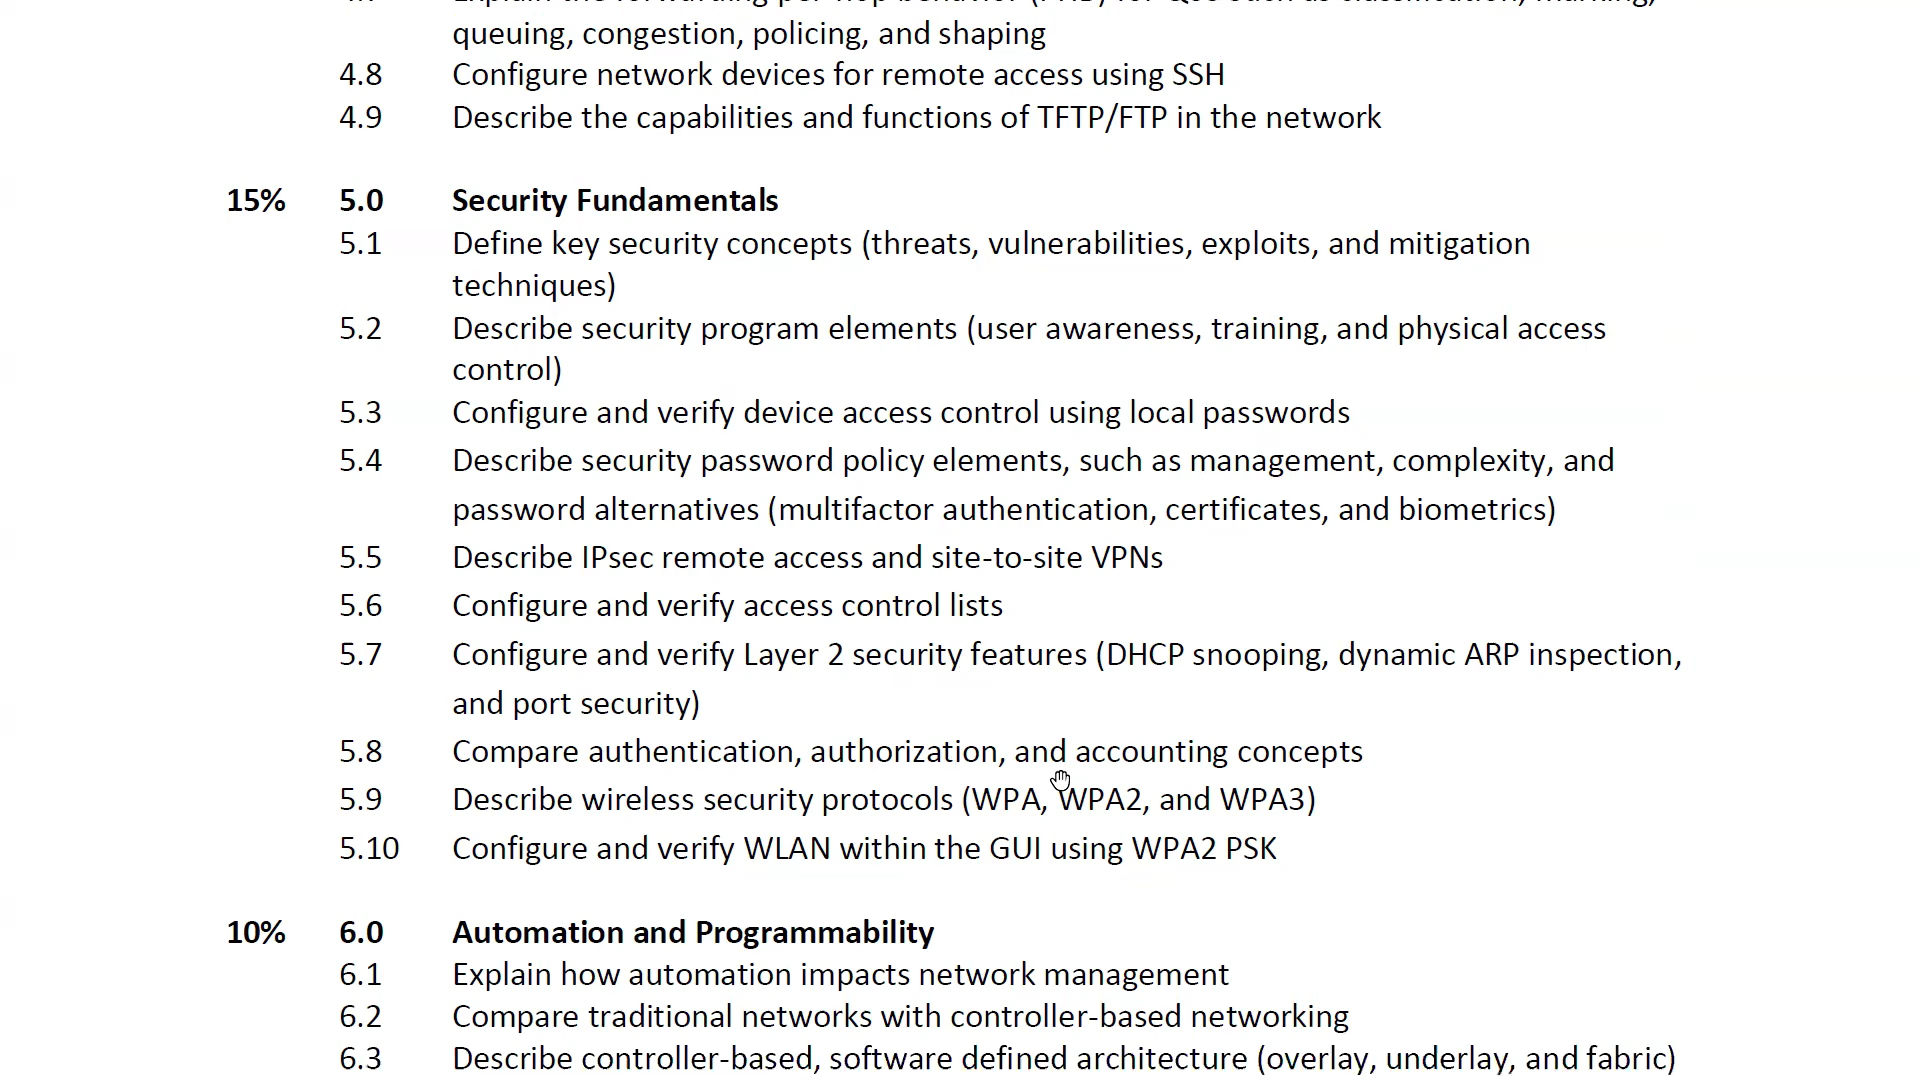 queuing, congestion, policing, and shaping
4.8 Configure network devices for remote access using SSH
4.9 Describe the capabilities and functions of TFTP/FTP in the network
15% 5.0 Security Fundamentals
5.1 Define key security concepts (threats, vulnerabilities, exploits, and mitigation
techniques)
5.2 Describe security program elements (user awareness, training, and physical access
control)
5.3 Configure and verify device access control using local passwords
5.4 Describe security password policy elements, such as management, complexity, and
password alternatives (multifactor authentication, certificates, and biometrics)
5.5 Describe IPsec remote access and site-to-site VPNs
5.6 Configure and verify access control lists
5.7 Configure and verify Layer 2 security features (DHCP snooping, dynamic ARP inspection,
and port security)
5.8 Compare authentication, authorization, and accounting concepts
5.9 Describe wireless security protocols (WPA, WPA2, and WPA3)
5.10 Configure and verify WLAN within the GUI using WPA2 PSK
10% 6.0 Automation and Programmability
6.1 Explain how automation impacts network management
6.2 Compare traditional networks with controller-based networking
6.3 Describe controller-based, software defined architecture (overlay, underlay, and fabric)